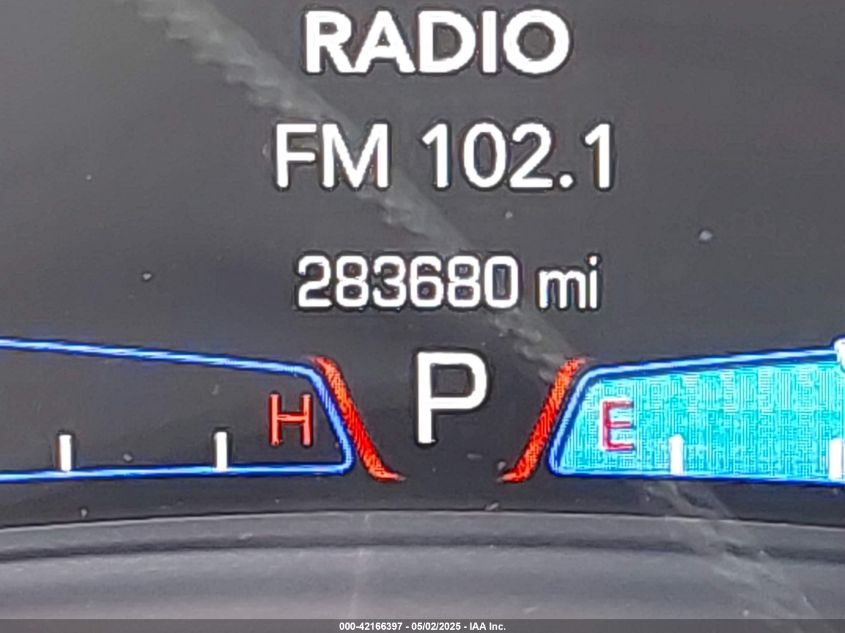 RADIO
FM 102.1
283680 mi
H P E
000-42166397 - 05/02/2025 - IAA Inc.